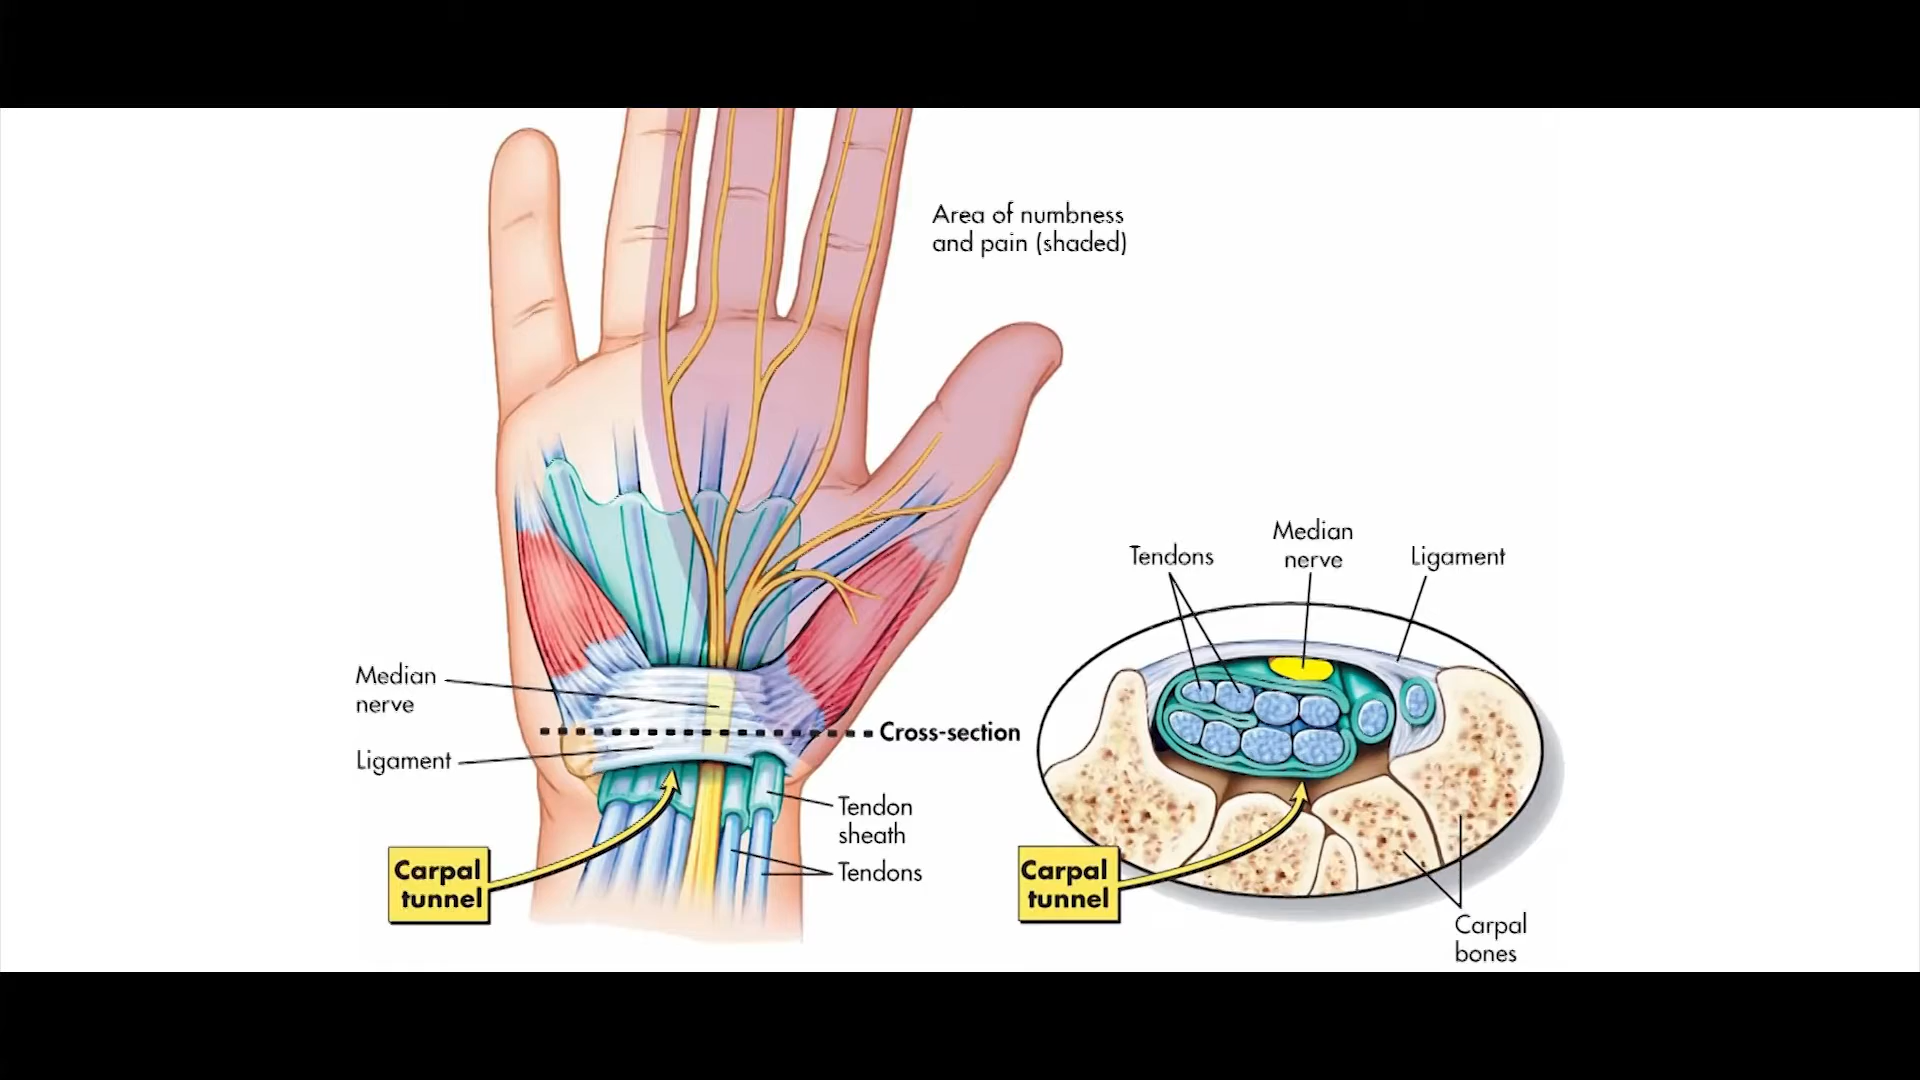 Area of numbness
and pain (shaded)
Median
nerve
Ligament
Cross-section
Tendon
sheath
Tendons
Carpal
tunnel
Tendons
Median
nerve
Ligament
Carpal
tunnel
Carpal
bones